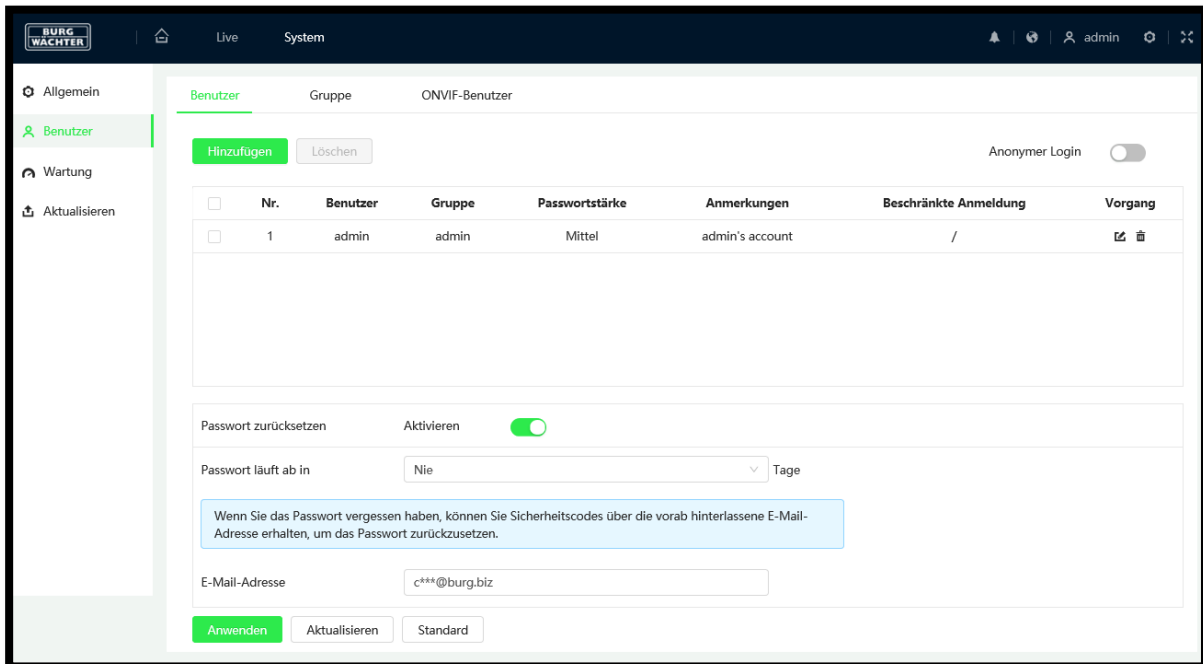 BURG
WÄCHTER
Live System admin
Allgemein
Benutzer
Wartung
Aktualisieren
Benutzer Gruppe ONVIF-Benutzer
Hinzufügen Löschen Anonymer Login
Nr. Benutzer Gruppe Passwortstärke Anmerkungen Beschränkte Anmeldung Vorgang
1 admin admin Mittel admin's account /
Passwort zurücksetzen Aktivieren
Passwort läuft ab in Nie Tage
Wenn Sie das Passwort vergessen haben, können Sie Sicherheitscodes über die vorab hinterlassene E-Mail-
Adresse erhalten, um das Passwort zurückzusetzen.
E-Mail-Adresse c***@burg.biz
Anwenden Aktualisieren Standard